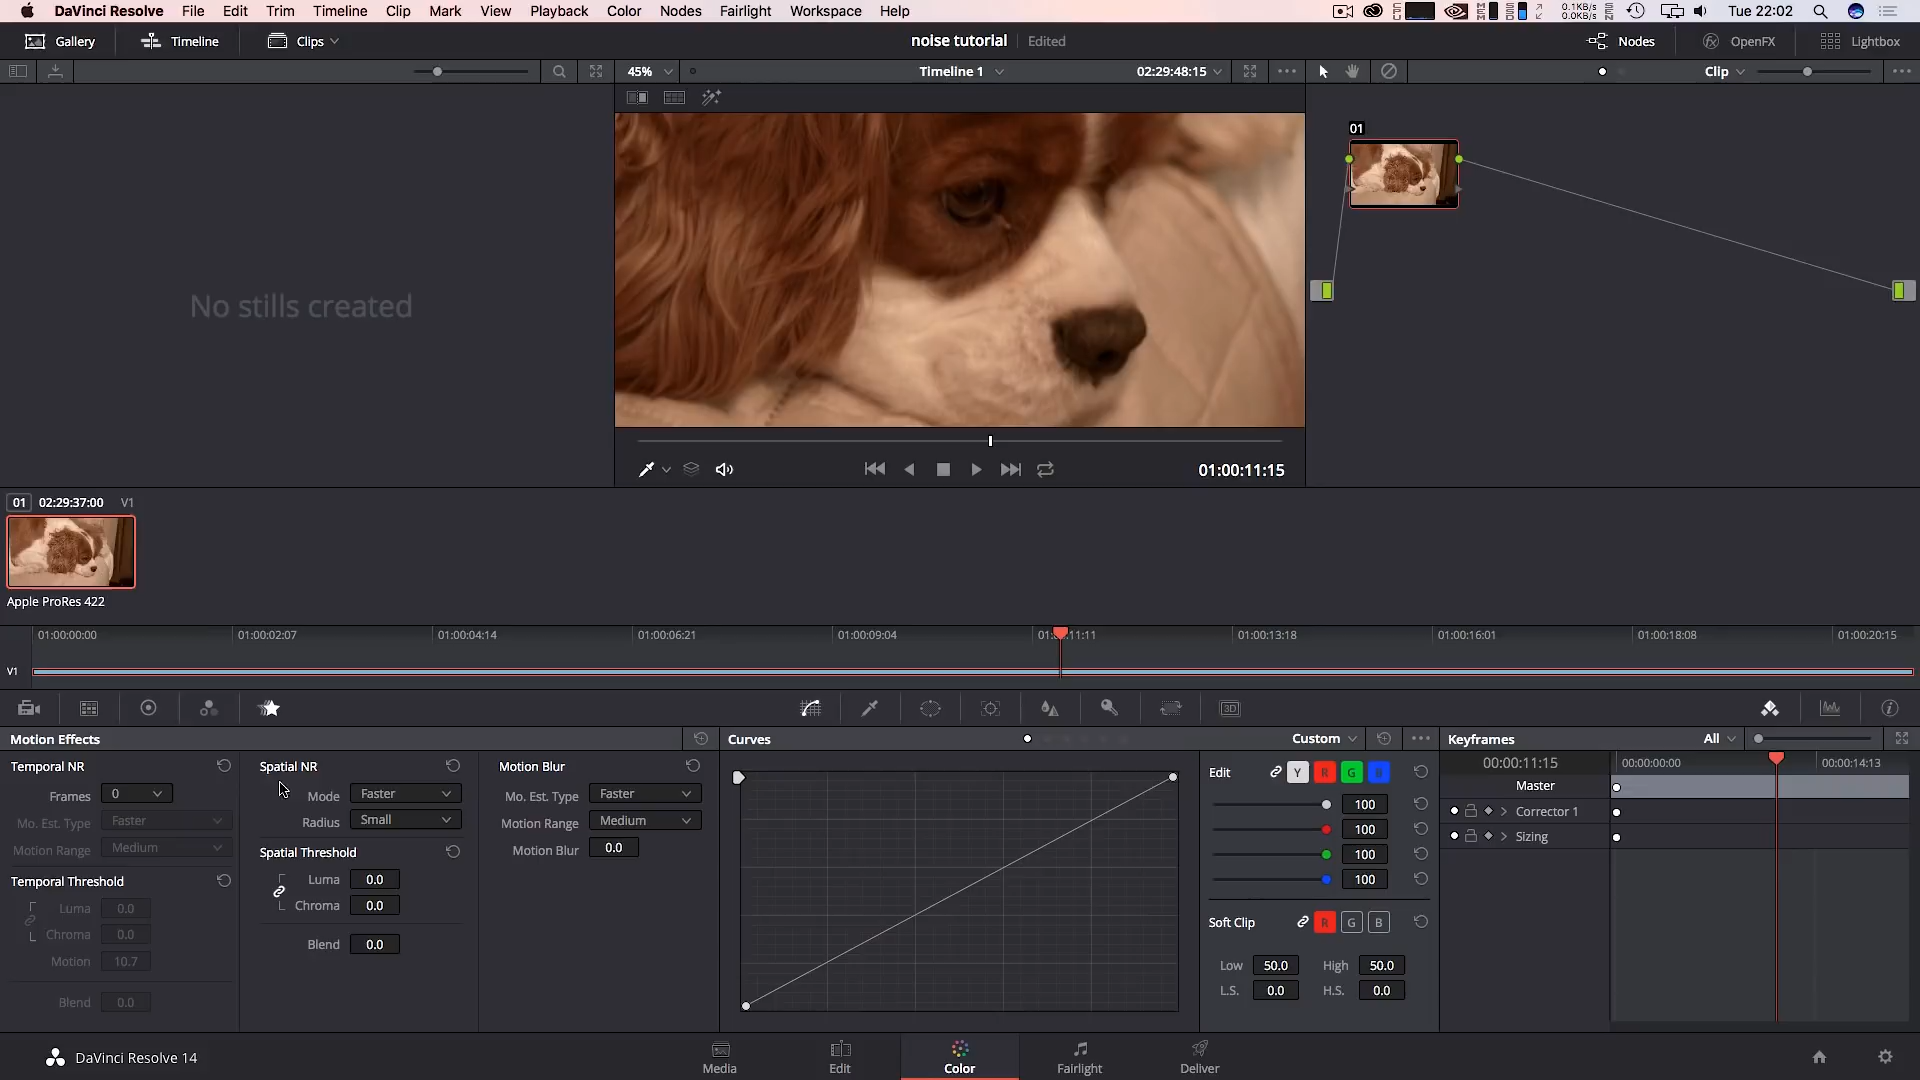 DaVinci Resolve File Edit Trim Timeline Clip Mark View Playback Color Nodes Fairlight Workspace Help 0.1KB/s 0.0KB/s Tue 22:02
Gallery Timeline Clips noise tutorial Edited Nodes OpenFX Lightbox
45% Timeline 1 02:29:48:15 Clip
01
No stills created
01:00:11:15
01 02:29:37:00 V1
Apple ProRes 422
01:00:00:00 01:00:02:07 01:00:04:14 01:00:06:21 01:00:09:04 01:00:11:11 01:00:13:18 01:00:16:01 01:00:18:08 01:00:20:15
V1
3D
Motion Effects Curves Custom Keyframes All
Temporal NR
Frames 0
Mo. Est. Type Faster
Motion Range Medium
Temporal Threshold
Luma 0.0
Chroma 0.0
Motion 10.7
Blend 0.0
Spatial NR
Mode Faster
Radius Small
Spatial Threshold
Luma 0.0
Chroma 0.0
Blend 0.0
Motion Blur
Mo. Est. Type Faster
Motion Range Medium
Motion Blur 0.0
Edit Y R G B
100
100
100
100
Soft Clip R G B
Low 50.0 High 50.0
L.S. 0.0 H.S. 0.0
00:00:11:15 00:00:00:00 00:00:14:13
Master
Corrector 1
Sizing
DaVinci Resolve 14 Media Edit Color Fairlight Deliver